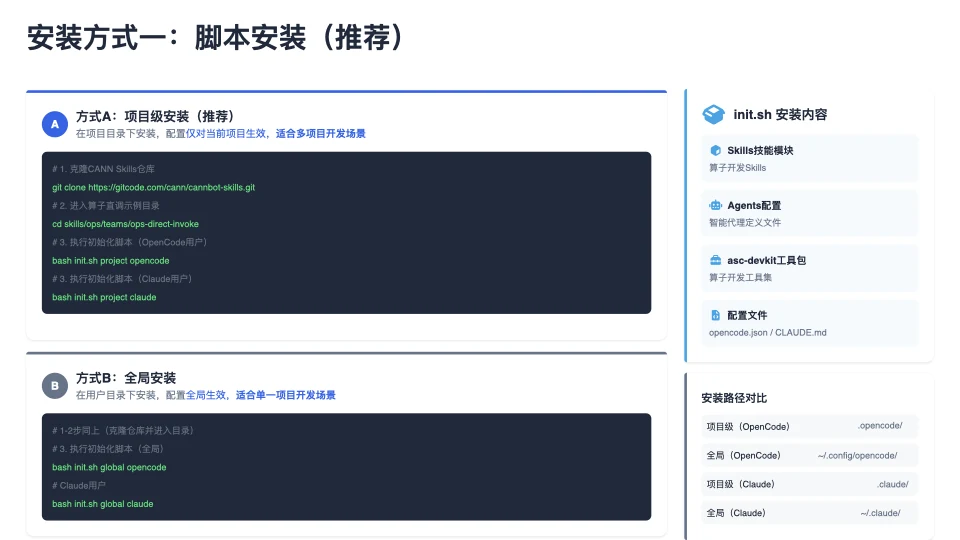 安装方式一：脚本安装（推荐）
A
方式A：项目级安装（推荐）
在项目目录下安装，配置仅对当前项目生效，适合多项目开发场景
# 1. 克隆CANN Skills仓库
git clone https://gitcode.com/cann/cannbot-skills.git
# 2. 进入算子直调示例目录
cd skills/ops/teams/ops-direct-invoke
# 3. 执行初始化脚本（OpenCode用户）
bash init.sh project opencode
# 3. 执行初始化脚本（Claude用户）
bash init.sh project claude
B
方式B：全局安装
在用户目录下安装，配置全局生效，适合单一项目开发场景
# 1-2步同上（克隆仓库并进入目录）
# 3. 执行初始化脚本（全局）
bash init.sh global opencode
# Claude用户
bash init.sh global claude
init.sh 安装内容
Skills技能模块
算子开发Skills
Agents配置
智能代理定义文件
asc-devkit工具包
算子开发工具集
配置文件
opencode.json / CLAUDE.md
安装路径对比
项目级（OpenCode） .opencode/
全局（OpenCode） ~/.config/opencode/
项目级（Claude） .claude/
全局（Claude） ~/.claude/